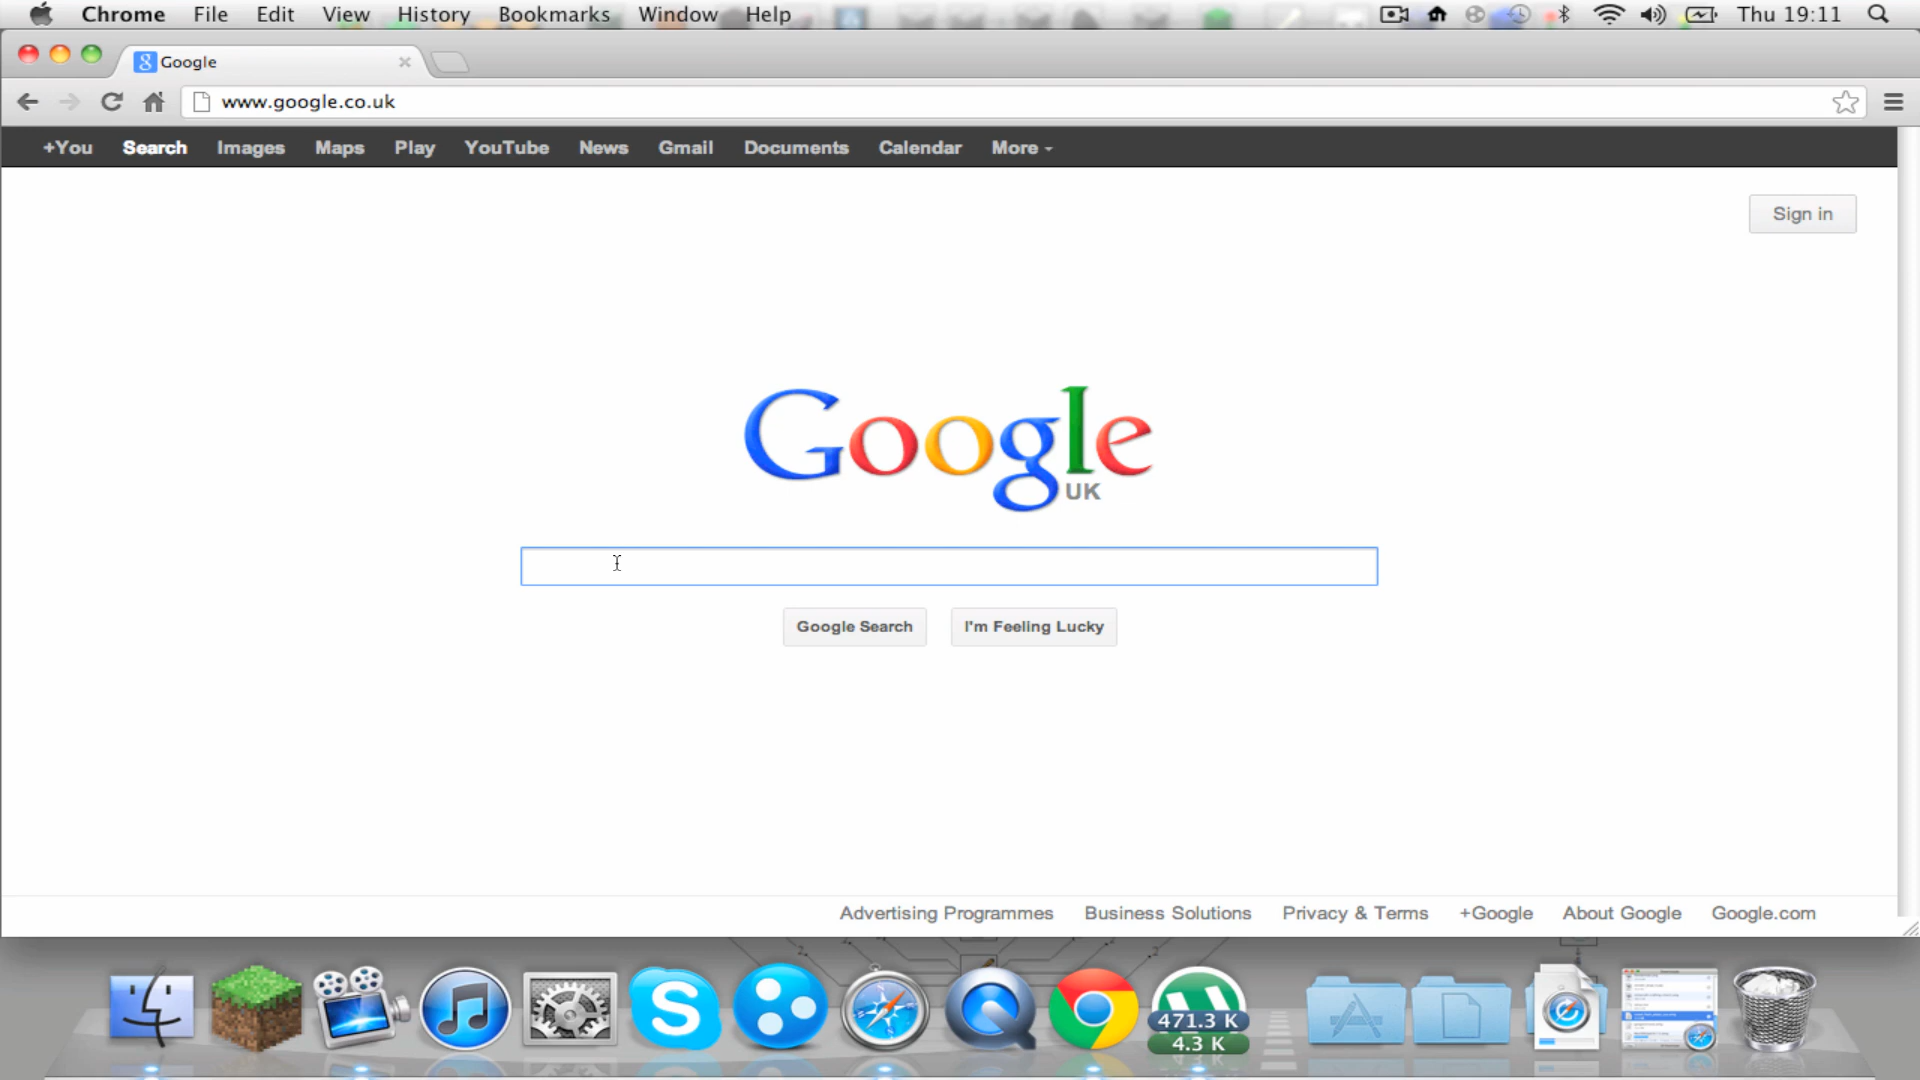 Chrome File Edit View History Bookmarks Window Help Thu 19:11
Google
www.google.co.uk
+You Search Images Maps Play YouTube News Gmail Documents Calendar More
Sign in
Google
UK
Google Search I'm Feeling Lucky
Advertising Programmes Business Solutions Privacy & Terms +Google About Google Google.com
471.3 K
4.3 K